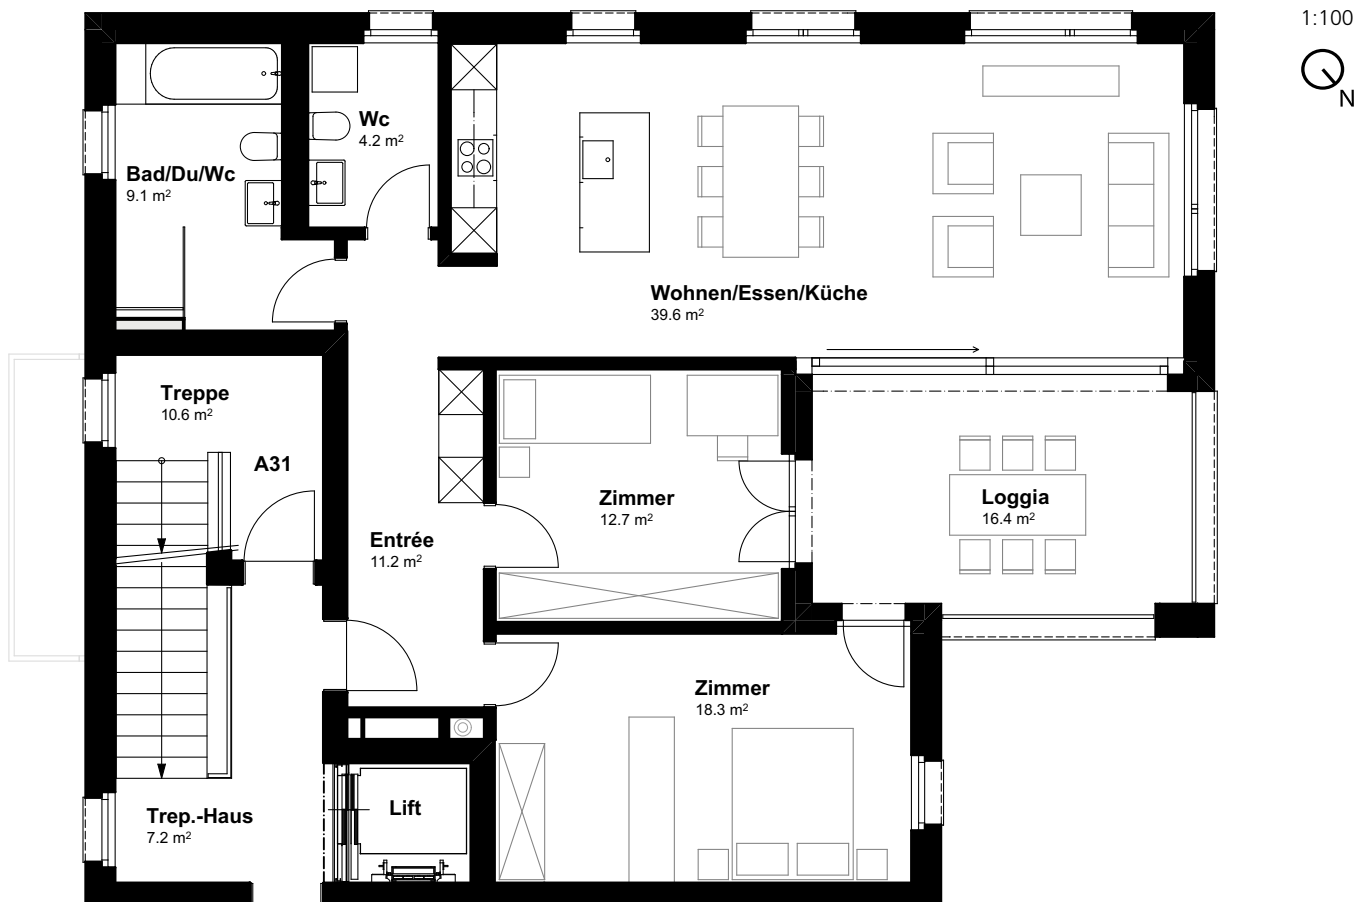 1:100
N
Wc
4.2 m²
Bad/Du/Wc
9.1 m²
Wohnen/Essen/Küche
39.6 m²
Treppe
10.6 m²
A31
Zimmer
12.7 m²
Loggia
16.4 m²
Entrée
11.2 m²
Zimmer
18.3 m²
Trep.-Haus
7.2 m²
Lift